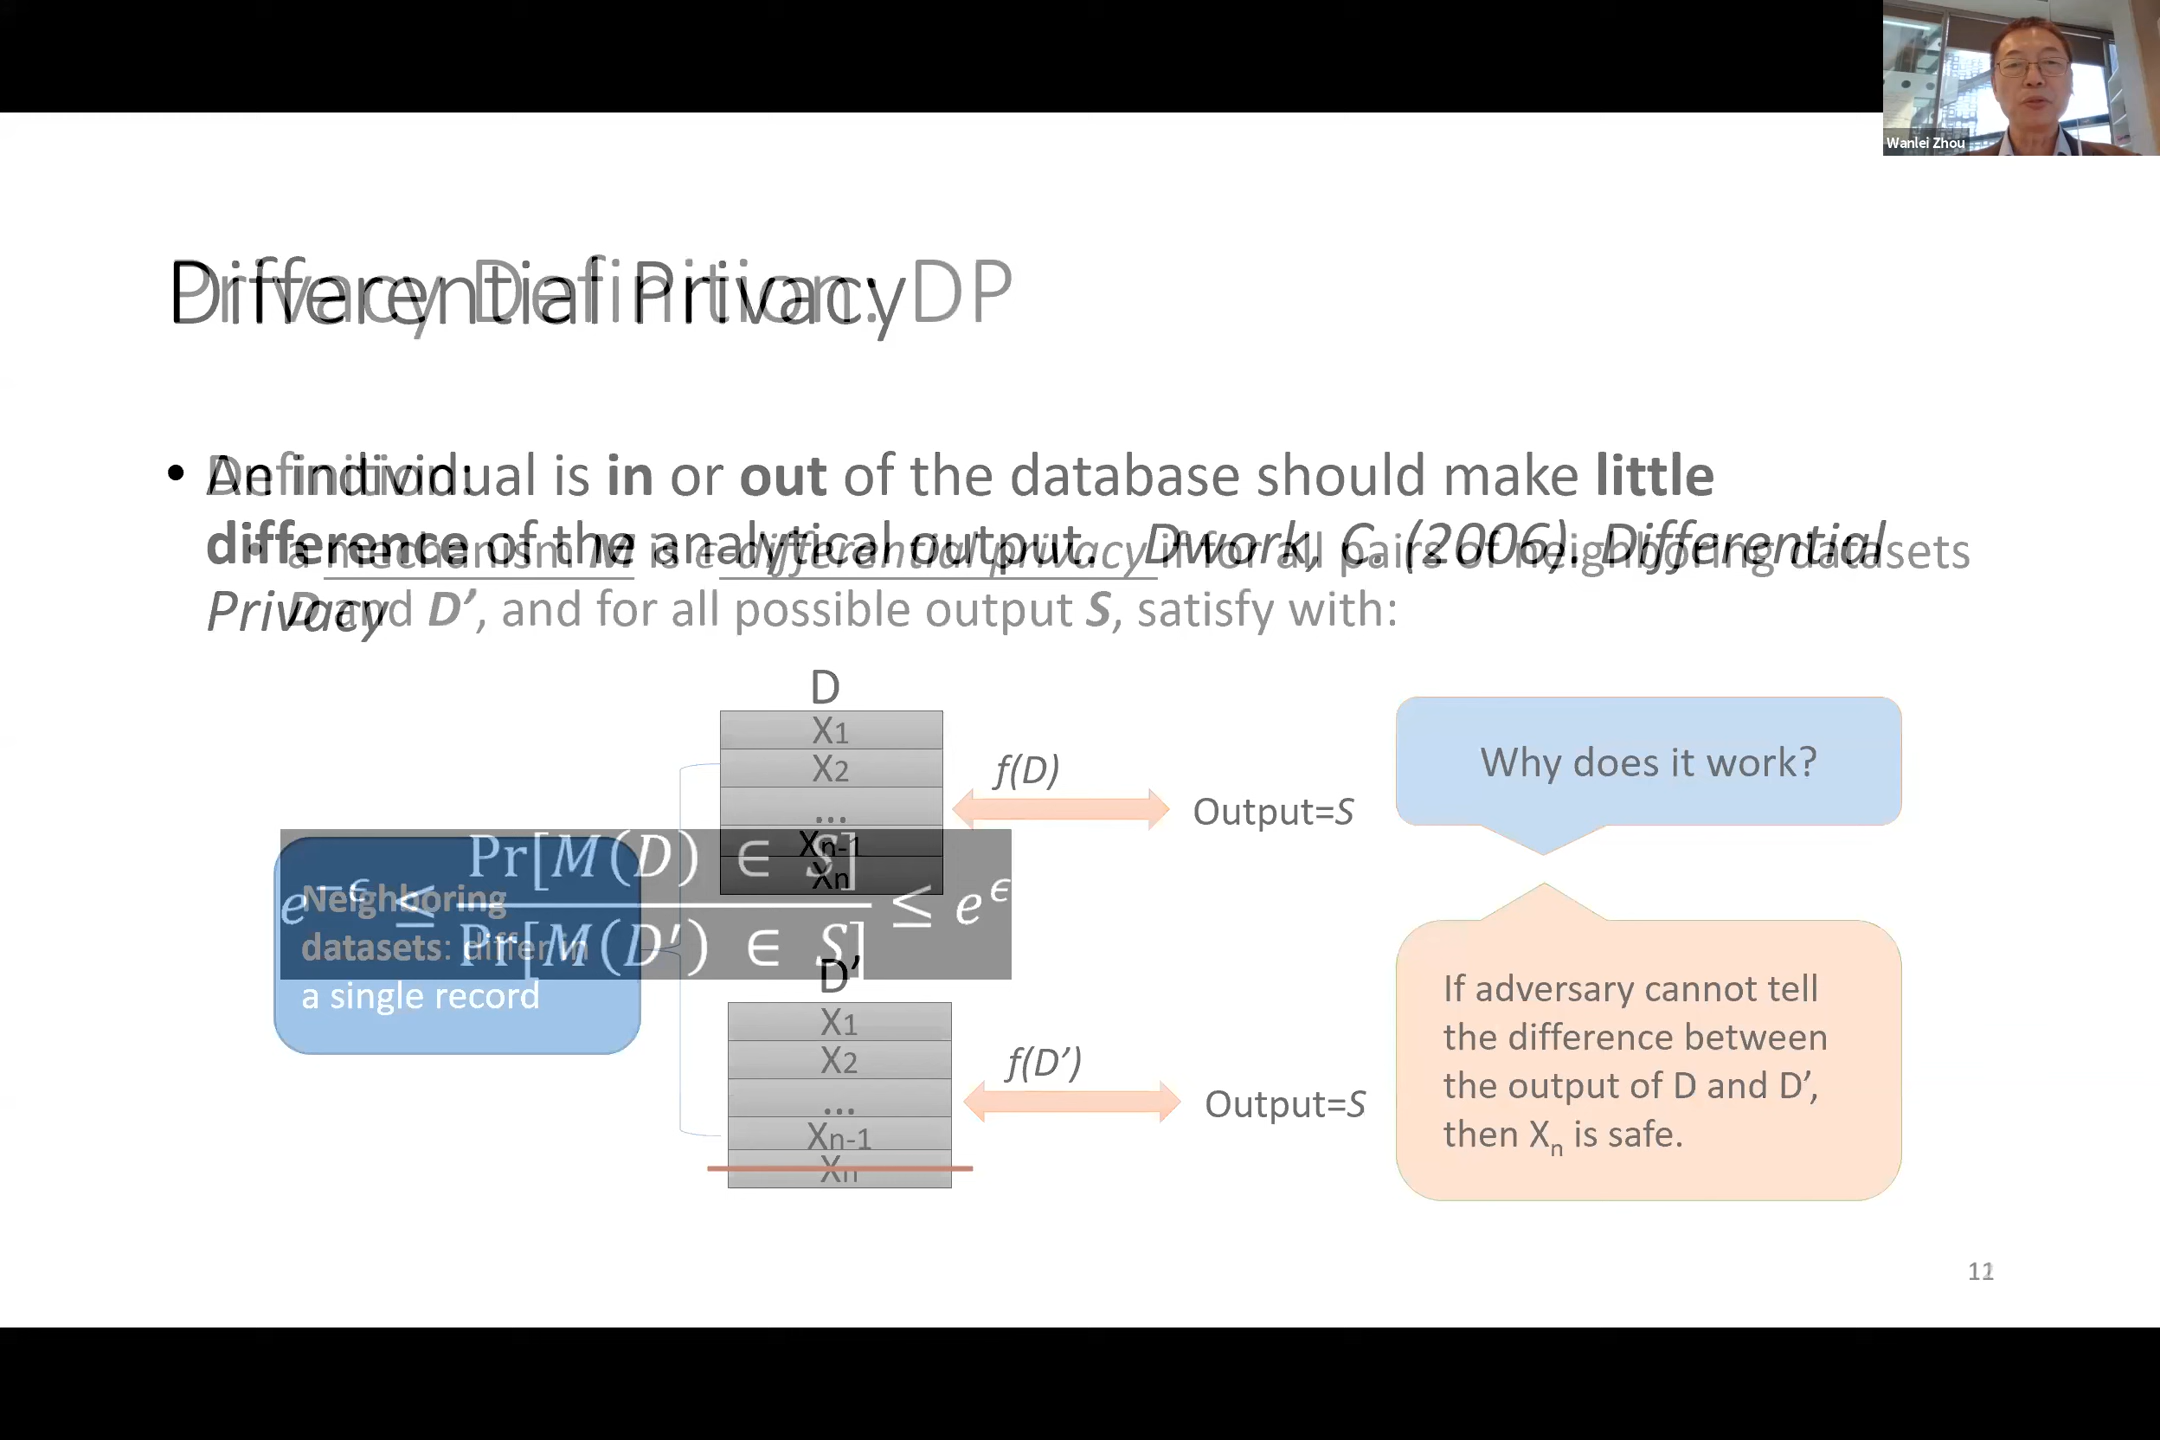 Wanlei Zhou
Differential Privacy
Privacy Definition: DP
• An individual is in or out of the database should make little
difference of the analytical output. Dwork, C. (2006). Differential
Privacy
Definition:
• a mechanism M is ϵ-differential privacy if for all pairs of neighboring datasets
D and D’, and for all possible output S, satisfy with:
D
X1
X2
...
Xn-1
Xn
f(D)
Output=S
e^{-ϵ} ≤ Pr[M(D) ∈ S] / Pr[M(D′) ∈ S] ≤ e^ϵ
Neighboring
datasets: differ in
a single record
D’
X1
X2
...
Xn-1
Xn
f(D’)
Output=S
Why does it work?
If adversary cannot tell
the difference between
the output of D and D’,
then Xn is safe.